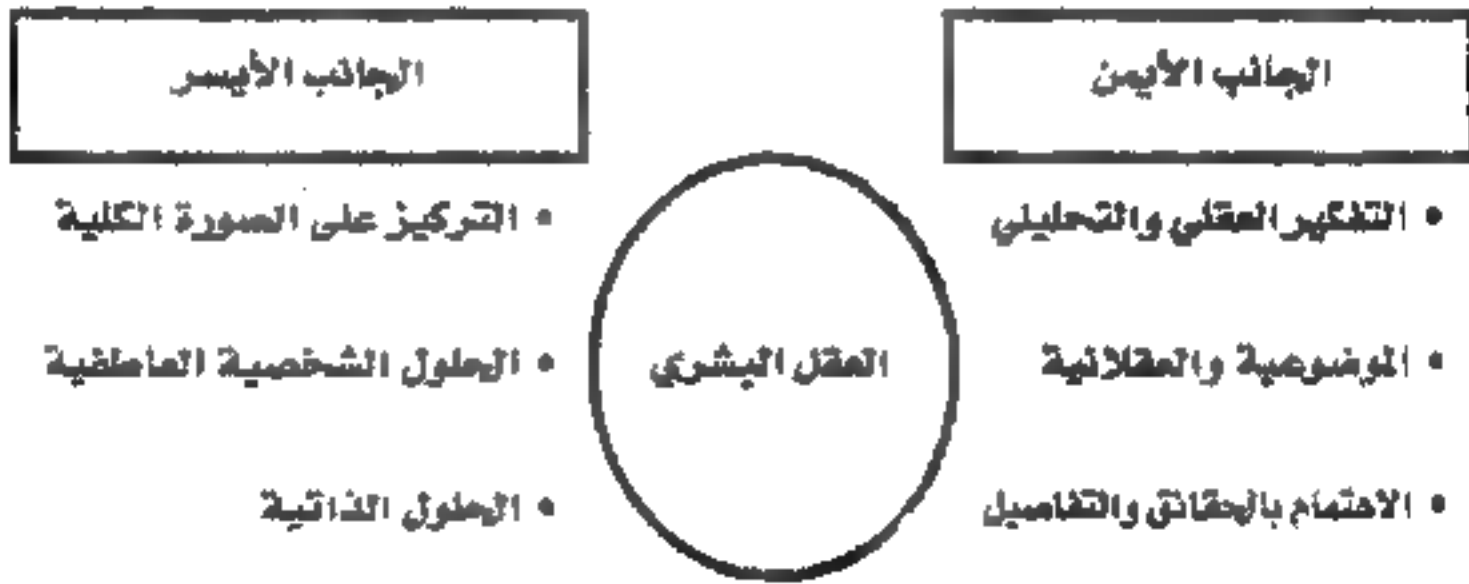 الجانب الأيمن
الجانب الأيسر
• التفكير العقلي والتحليلي
• التركيز على الصورة الكلية
• الموضوعية والعقلانية
العقل البشري
• الحلول الشخصية العاطفية
• الاهتمام بالحقائق والتفاصيل
• الحلول الذاتية